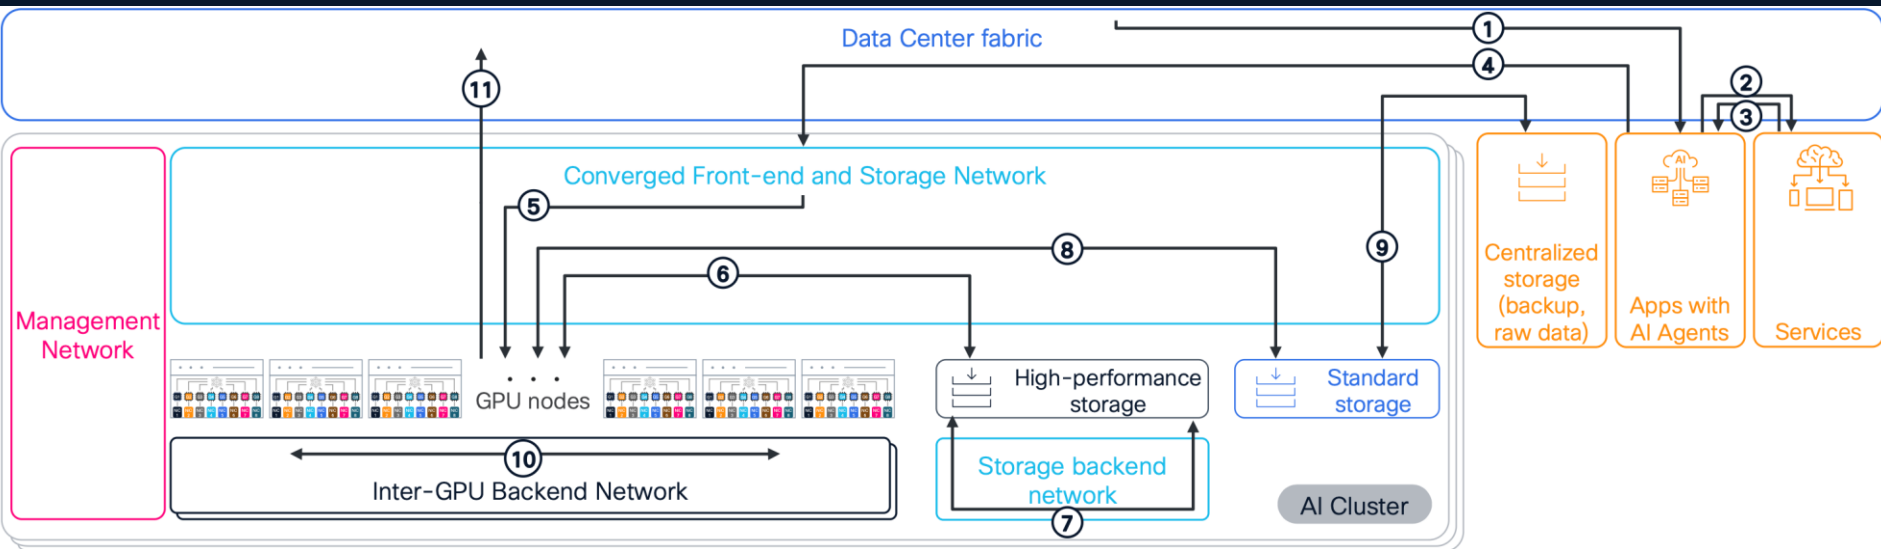 Data Center fabric
1
4
2
3
11
Converged Front-end and Storage Network
5
8
9
6
Management
Network
GPU nodes
High-performance
storage
Standard
storage
Centralized
storage
(backup,
raw data)
AI
Apps with
AI Agents
Services
10
Inter-GPU Backend Network
Storage backend
network
7
AI Cluster